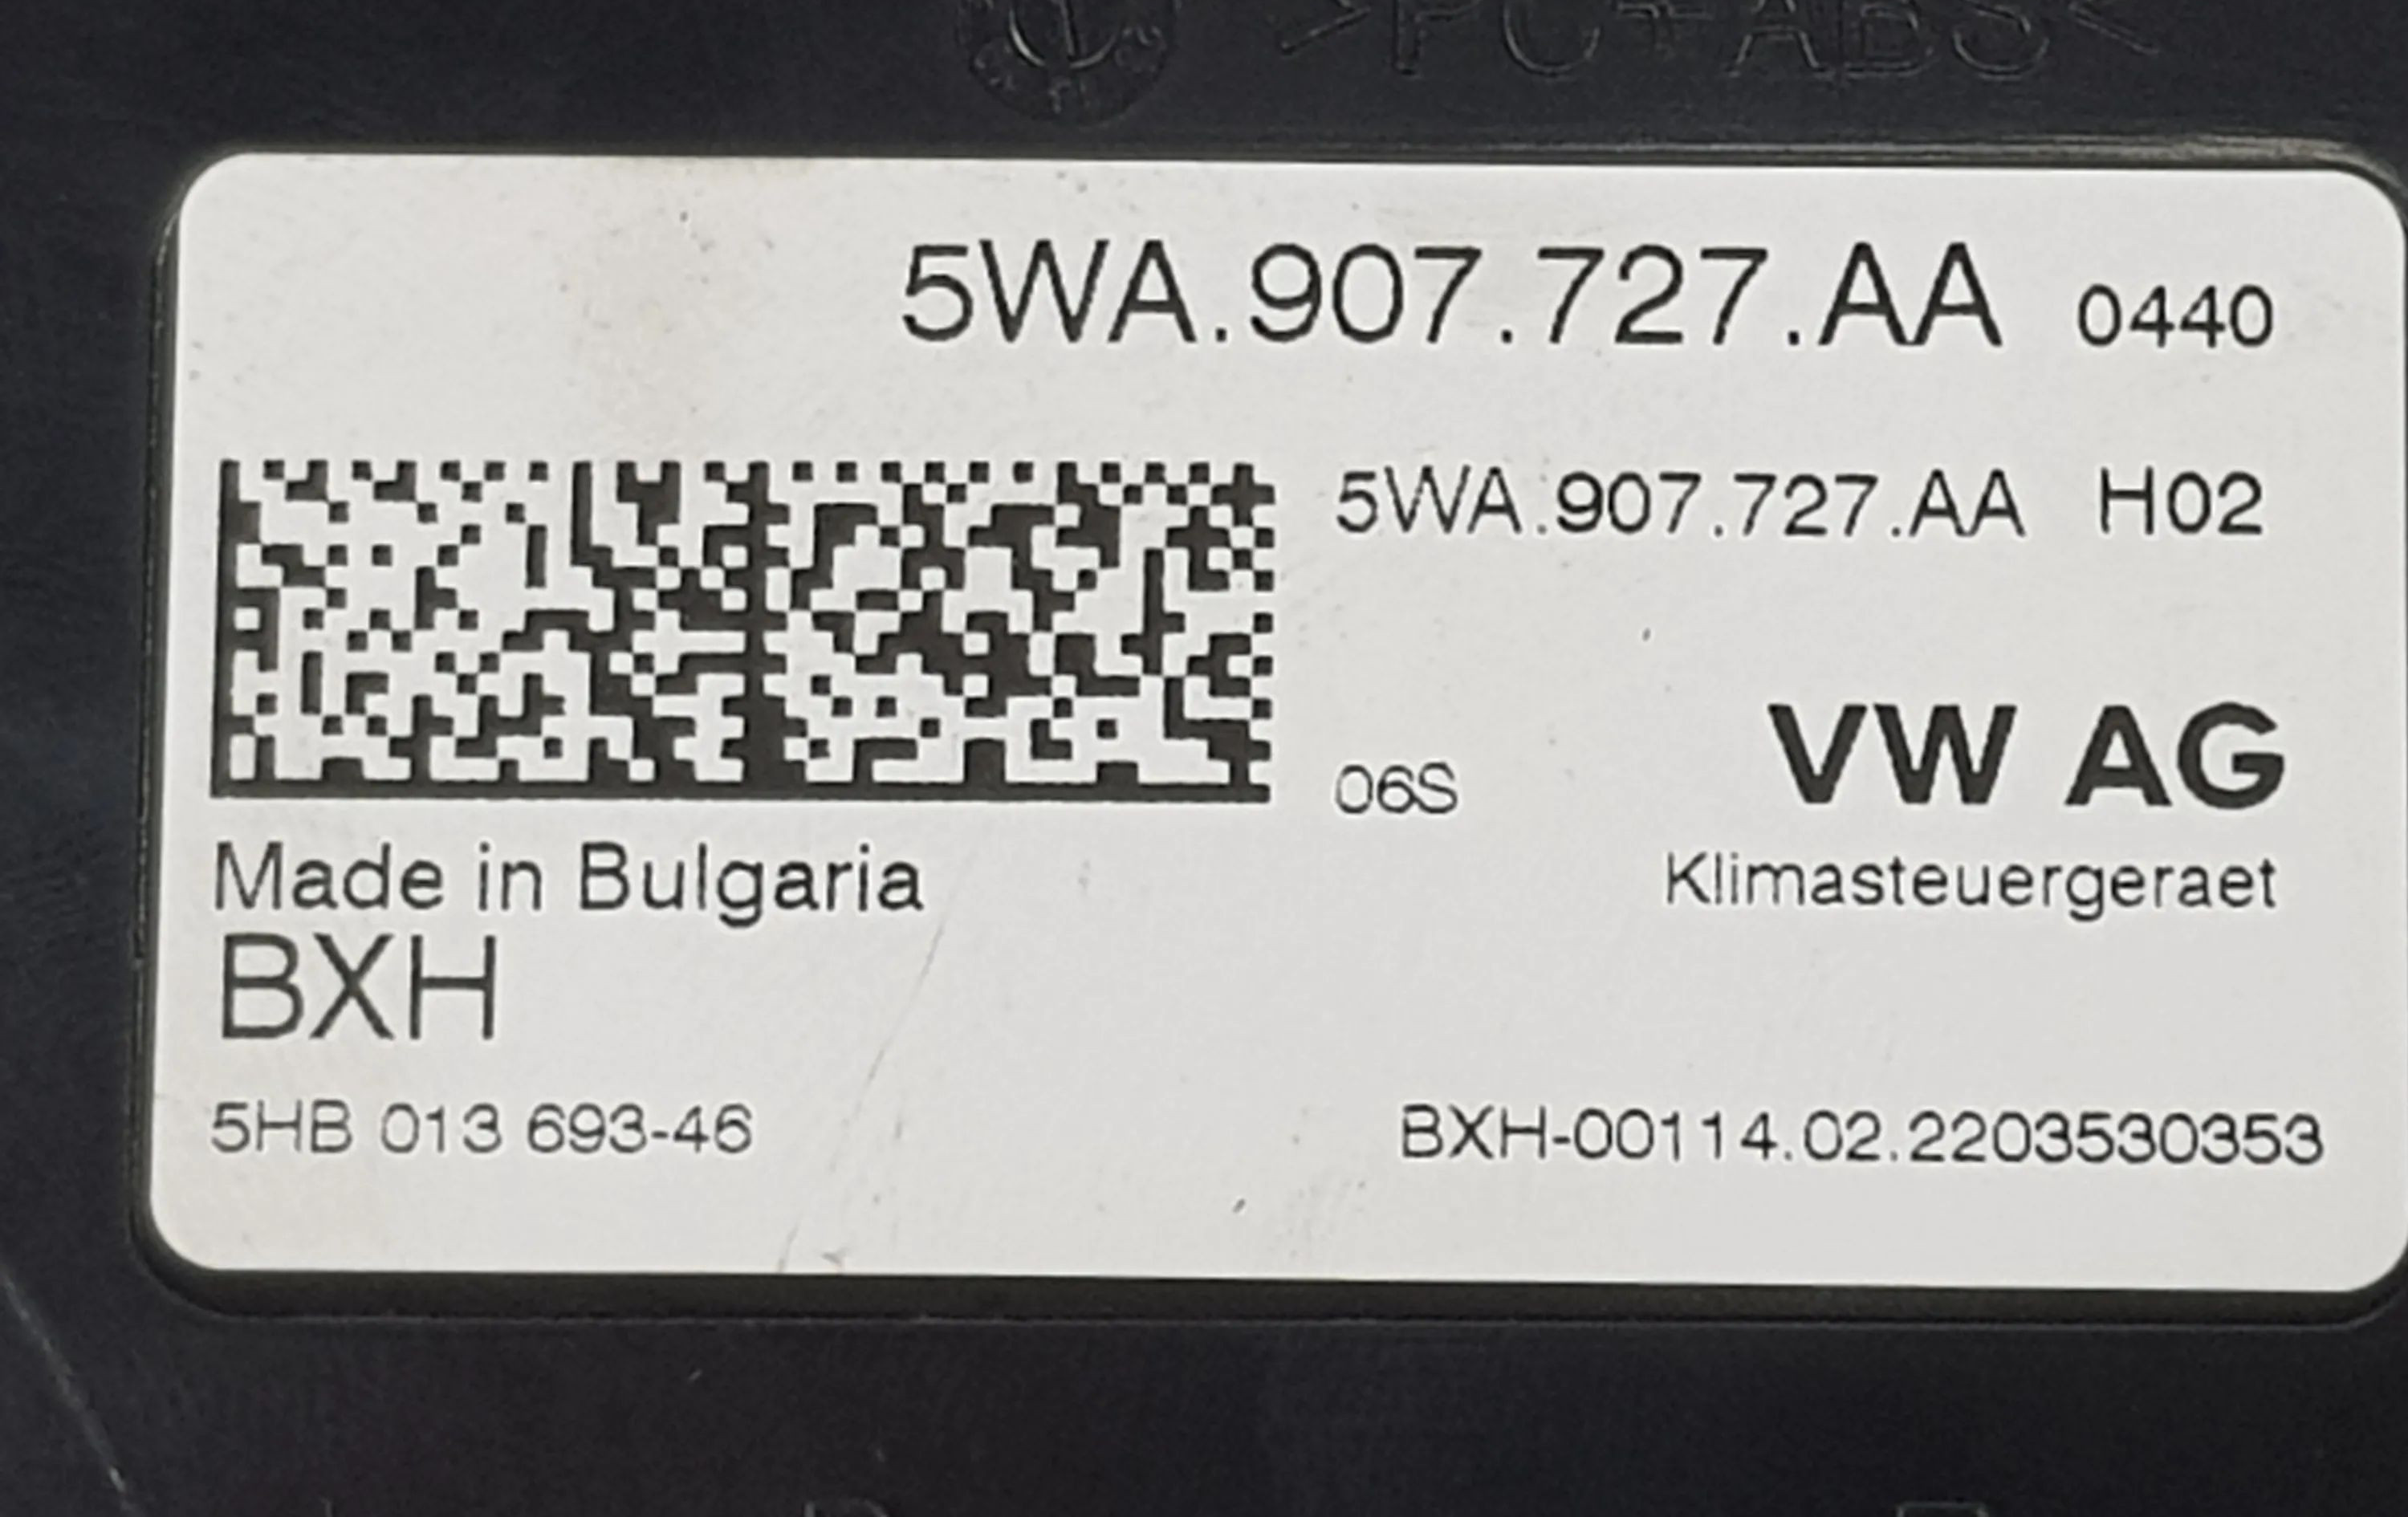 >PC+ABS<
5WA.907.727.AA 0440
5WA.907.727.AA H02
06S
VW AG
Made in Bulgaria
Klimasteuergeraet
BXH
5HB 013 693-46
BXH-00114.02.2203530353